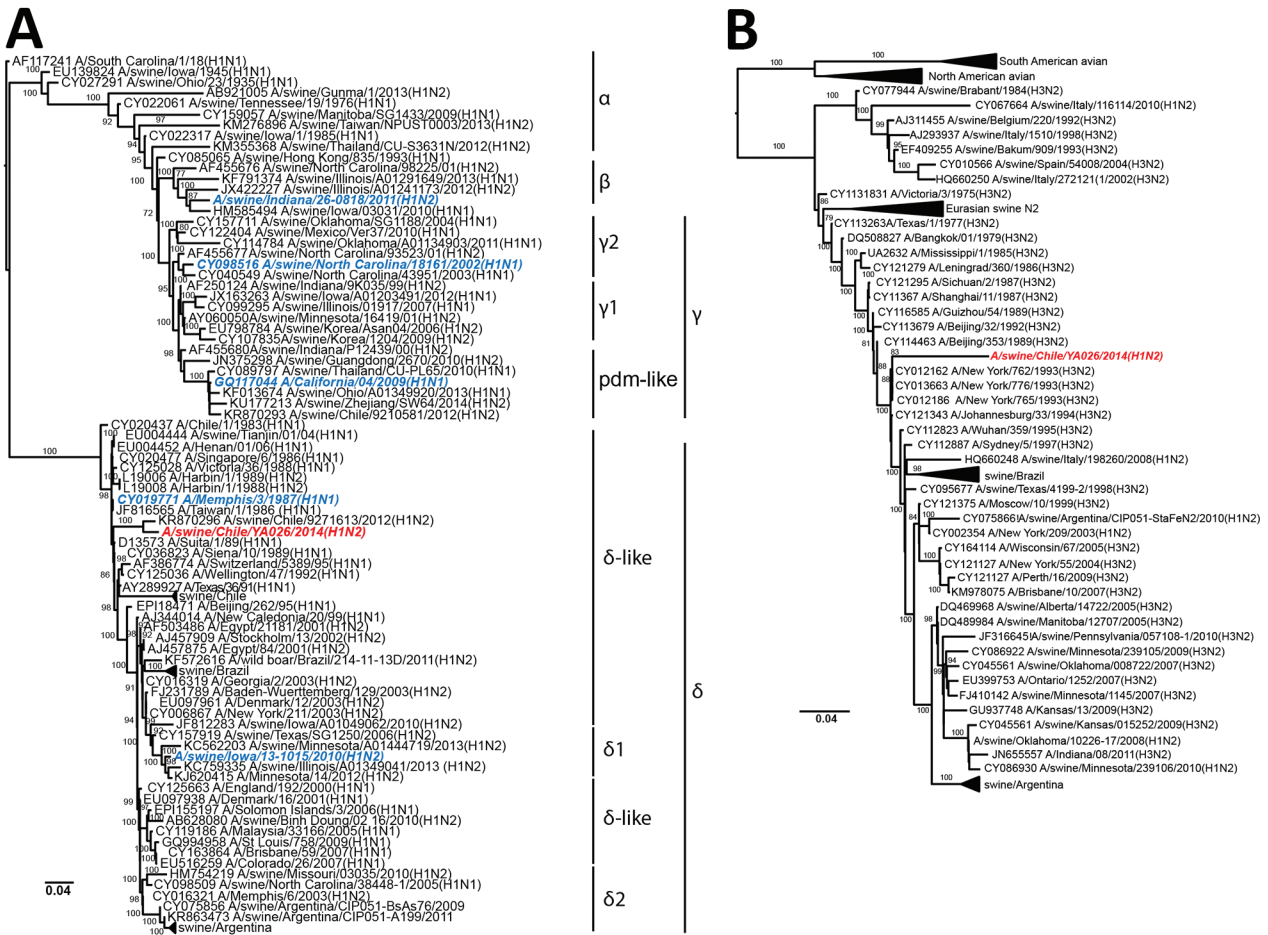 A
AF117241 A/South Carolina/1/18(H1N1)
EU139824 A/swine/Iowa/1945(H1N1)
CY027291 A/swine/Ohio/23/1935(H1N1)
AB921005 A/swine/Gunma/1/2013(H1N2)
CY022061 A/swine/Tennessee/19/1976(H1N1)
CY159057 A/swine/Manitoba/SG1433/2009(H1N1)
KM276896 A/swine/Taiwan/NPUST0003/2013(H1N2)
CY022317 A/swine/Iowa/1/1985(H1N1)
KM355368 A/swine/Thailand/CU-S3631N/2012(H1N2)
CY085065 A/swine/Hong Kong/835/1993(H1N1)
AF455676 A/swine/North Carolina/98225/01(H1N2)
KF791374 A/swine/Illinois/A01291649/2013(H1N1)
JX422227 A/swine/Illinois/A01241173/2012(H1N2)
A/swine/Indiana/26-0818/2011(H1N2)
HM585494 A/swine/Iowa/03031/2010(H1N1)
CY157711 A/swine/Oklahoma/SG1188/2004(H1N1)
CY122404 A/swine/Mexico/Ver37/2010(H1N1)
CY114784 A/swine/Oklahoma/A01134903/2011(H1N2)
AF455677 A/swine/North Carolina/93523/01(H1N2)
CY098516 A/swine/North Carolina/18161/2002(H1N1)
CY040549 A/swine/North Carolina/43951/2003(H1N1)
AF250124 A/swine/Indiana/9K035/99(H1N2)
JX163263 A/swine/Iowa/A01203491/2012(H1N1)
CY099295 A/swine/Illinois/01917/2007(H1N1)
AY060050A/swine/Minnesota/16419/01(H1N2)
EU798784 A/swine/Korea/Asan04/2006(H1N2)
CY107835A/swine/Korea/1204/2009(H1N2)
AF455680A/swine/Indiana/P12439/00(H1N2)
JN375298 A/swine/Guangdong/2670/2010(H1N1)
CY089797 A/swine/Thailand/CU-PL65/2010(H1N1)
GQ117044 A/California/04/2009(H1N1)
KF013674 A/swine/Ohio/A01349920/2013(H1N1)
KU177213 A/swine/Zhejiang/SW64/2014(H1N2)
KR870293 A/swine/Chile/9210581/2012(H1N2)
CY020437 A/Chile/1/1983(H1N1)
EU004444 A/swine/Tianjin/01/04(H1N1)
EU004452 A/Henan/01/06(H1N1)
CY020477 A/Singapore/6/1986(H1N1)
CY125028 A/Victoria/36/1988(H1N1)
L19006 A/Harbin/1/1989(H1N2)
L19008 A/Harbin/1/1988(H1N2)
CY019771 A/Memphis/3/1987(H1N1)
JF816565 A/Taiwan/1/1986 (H1N1)
KR870296 A/swine/Chile/9271613/2012(H1N2)
A/swine/Chile/YA026/2014(H1N2)
D13573 A/Suita/1/89(H1N1)
CY036823 A/Siena/10/1989(H1N1)
AF386774 A/Switzerland/5389/95(H1N1)
CY125036 A/Wellington/47/1992(H1N1)
AY289927 A/Texas/36/91(H1N1)
swine/Chile
EPI18471 A/Beijing/262/95(H1N1)
AJ344014 A/New Caledonia/20/99(H1N1)
AF503486 A/Egypt/21181/2001(H1N2)
AJ457909 A/Stockholm/13/2002(H1N2)
AJ457875 A/Egypt/84/2001(H1N2)
KF572616 A/wild boar/Brazil/214-11-13D/2011(H1N2)
swine/Brazil
CY016319 A/Georgia/2/2003(H1N2)
FJ231789 A/Baden-Wuerttemberg/129/2003(H1N2)
EU097961 A/Denmark/12/2003(H1N2)
CY006867 A/New York/211/2003(H1N2)
JF812283 A/swine/Iowa/A01049062/2010(H1N2)
CY157919 A/swine/Texas/SG1250/2006(H1N2)
KC562203 A/swine/Minnesota/A01444719/2013(H1N2)
A/swine/Iowa/13-1015/2010(H1N2)
KC759335 A/swine/Illinois/A01349041/2013 (H1N2)
KJ620415 A/Minnesota/14/2012(H1N2)
CY125663 A/England/192/2000(H1N1)
EU097938 A/Denmark/16/2001(H1N1)
EPI155197 A/Solomon Islands/3/2006(H1N1)
AB628080 A/swine/Binh Doung/02_16/2010(H1N2)
CY119186 A/Malaysia/33166/2005(H1N1)
GQ994958 A/St Louis/758/2009(H1N1)
CY163864 A/Brisbane/59/2007(H1N1)
EU516259 A/Colorado/26/2007(H1N1)
HM754219 A/swine/Missouri/03035/2010(H1N2)
CY098509 A/swine/North Carolina/38448-1/2005(H1N1)
CY016321 A/Memphis/6/2003(H1N2)
CY075856 A/swine/Argentina/CIP051-BsAs76/2009
KR863473 A/swine/Argentina/CIP051-A199/2011
swine/Argentina
0.04
α
β
γ2
γ1
pdm-like
γ
δ-like
δ1
δ-like
δ2
δ
B
South American avian
North American avian
CY077944 A/swine/Brabant/1984(H3N2)
CY067664 A/swine/Italy/116114/2010(H1N2)
AJ311455 A/swine/Belgium/220/1992(H3N2)
AJ293937 A/swine/Italy/1510/1998(H3N2)
EF409255 A/swine/Bakum/909/1993(H3N2)
CY010566 A/swine/Spain/54008/2004(H3N2)
HQ660250 A/swine/Italy/272121(1/2002(H3N2)
CY1131831 A/Victoria/3/1975(H3N2)
Eurasian swine N2
CY113263A/Texas/1/1977(H3N2)
DQ508827 A/Bangkok/01/1979(H3N2)
UA2632 A/Mississippi/1/1985(H3N2)
CY121279 A/Leningrad/360/1986(H3N2)
CY121295 A/Sichuan/2/1987(H3N2)
CY11367 A/Shanghai/11/1987(H3N2)
CY116585 A/Guizhou/54/1989(H3N2)
CY113679 A/Beijing/32/1992(H3N2)
CY114463 A/Beijing/353/1989(H3N2)
A/swine/Chile/YA026/2014(H1N2)
CY012162 A/New York/762/1993(H3N2)
CY013663 A/New York/776/1993(H3N2)
CY012186 A/New York/765/1993(H3N2)
CY121343 A/Johannesburg/33/1994(H3N2)
CY112823 A/Wuhan/359/1995(H3N2)
CY112887 A/Sydney/5/1997(H3N2)
HQ660248 A/swine/Italy/198260/2008(H1N2)
swine/Brazil
CY095677 A/swine/Texas/4199-2/1998(H3N2)
CY121375 A/Moscow/10/1999(H3N2)
CY075866IA/swine/Argentina/CIP051-StaFeN2/2010(H1N2)
CY002354 A/New York/209/2003(H1N2)
CY164114 A/Wisconsin/67/2005(H3N2)
CY121127 A/New York/55/2004(H3N2)
CY121127 A/Perth/16/2009(H3N2)
KM978075 A/Brisbane/10/2007(H3N2)
DQ469968 A/swine/Alberta/14722/2005(H3N2)
DQ489984 A/swine/Manitoba/12707/2005(H3N2)
JF316645IA/swine/Pennsylvania/057108-1/2010(H3N2)
CY086922 A/swine/Minnesota/239105/2009(H3N2)
CY045561 A/swine/Oklahoma/008722/2007(H3N2)
EU399753 A/Ontario/1252/2007(H3N2)
FJ410142 A/swine/Minnesota/1145/2007(H3N2)
GU937748 A/Kansas/13/2009(H3N2)
CY045561 A/swine/Kansas/015252/2009(H3N2)
A/swine/Oklahoma/10226-17/2008(H1N2)
JN655557 A/Indiana/08/2011(H3N2)
CY086930 A/swine/Minnesota/239106/2010(H1N2)
swine/Argentina
0.04